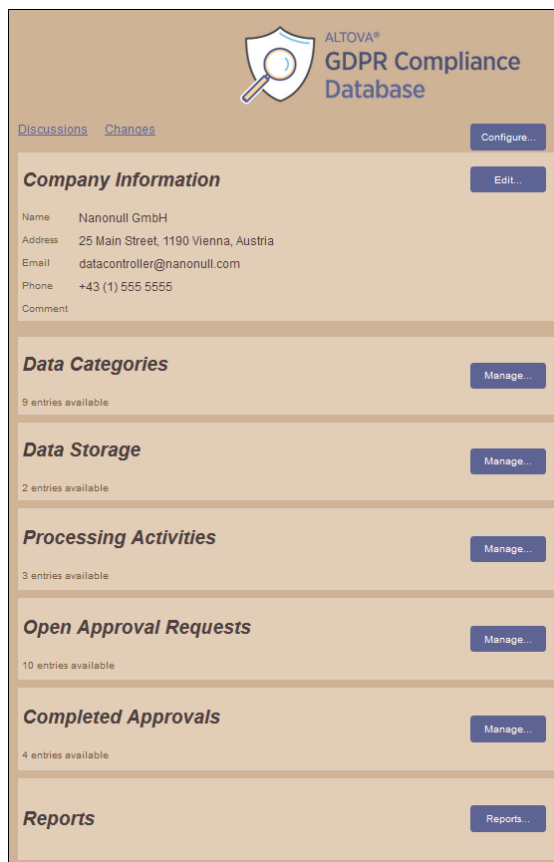 ALTOVA®
GDPR Compliance
Database
Discussions Changes Configure...
Company Information Edit...
Name Nanonull GmbH
Address 25 Main Street, 1190 Vienna, Austria
Email datacontroller@nanonull.com
Phone +43 (1) 555 5555
Comment
Data Categories
Manage...
9 entries available
Data Storage
Manage...
2 entries available
Processing Activities
Manage...
3 entries available
Open Approval Requests
Manage...
10 entries available
Completed Approvals
Manage...
4 entries available
Reports Reports...